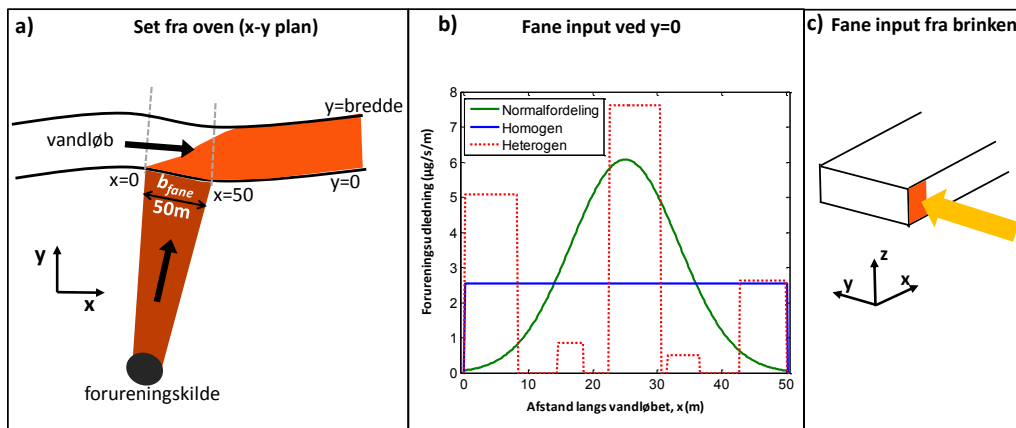 a)
Set fra oven (x-y plan)
y=bredde
vandløb
x=0
b_fane
50m
x=50
y=0
y
x
forureningskilde
b)
Fane input ved y=0
Normalfordeling
Homogen
Heterogen
Forureningsudledning (µg/s/m)
8
7
6
5
4
3
2
1
0
0 10 20 30 40 50
Afstand langs vandløbet, x (m)
c)
Fane input fra brinken
z
y
x